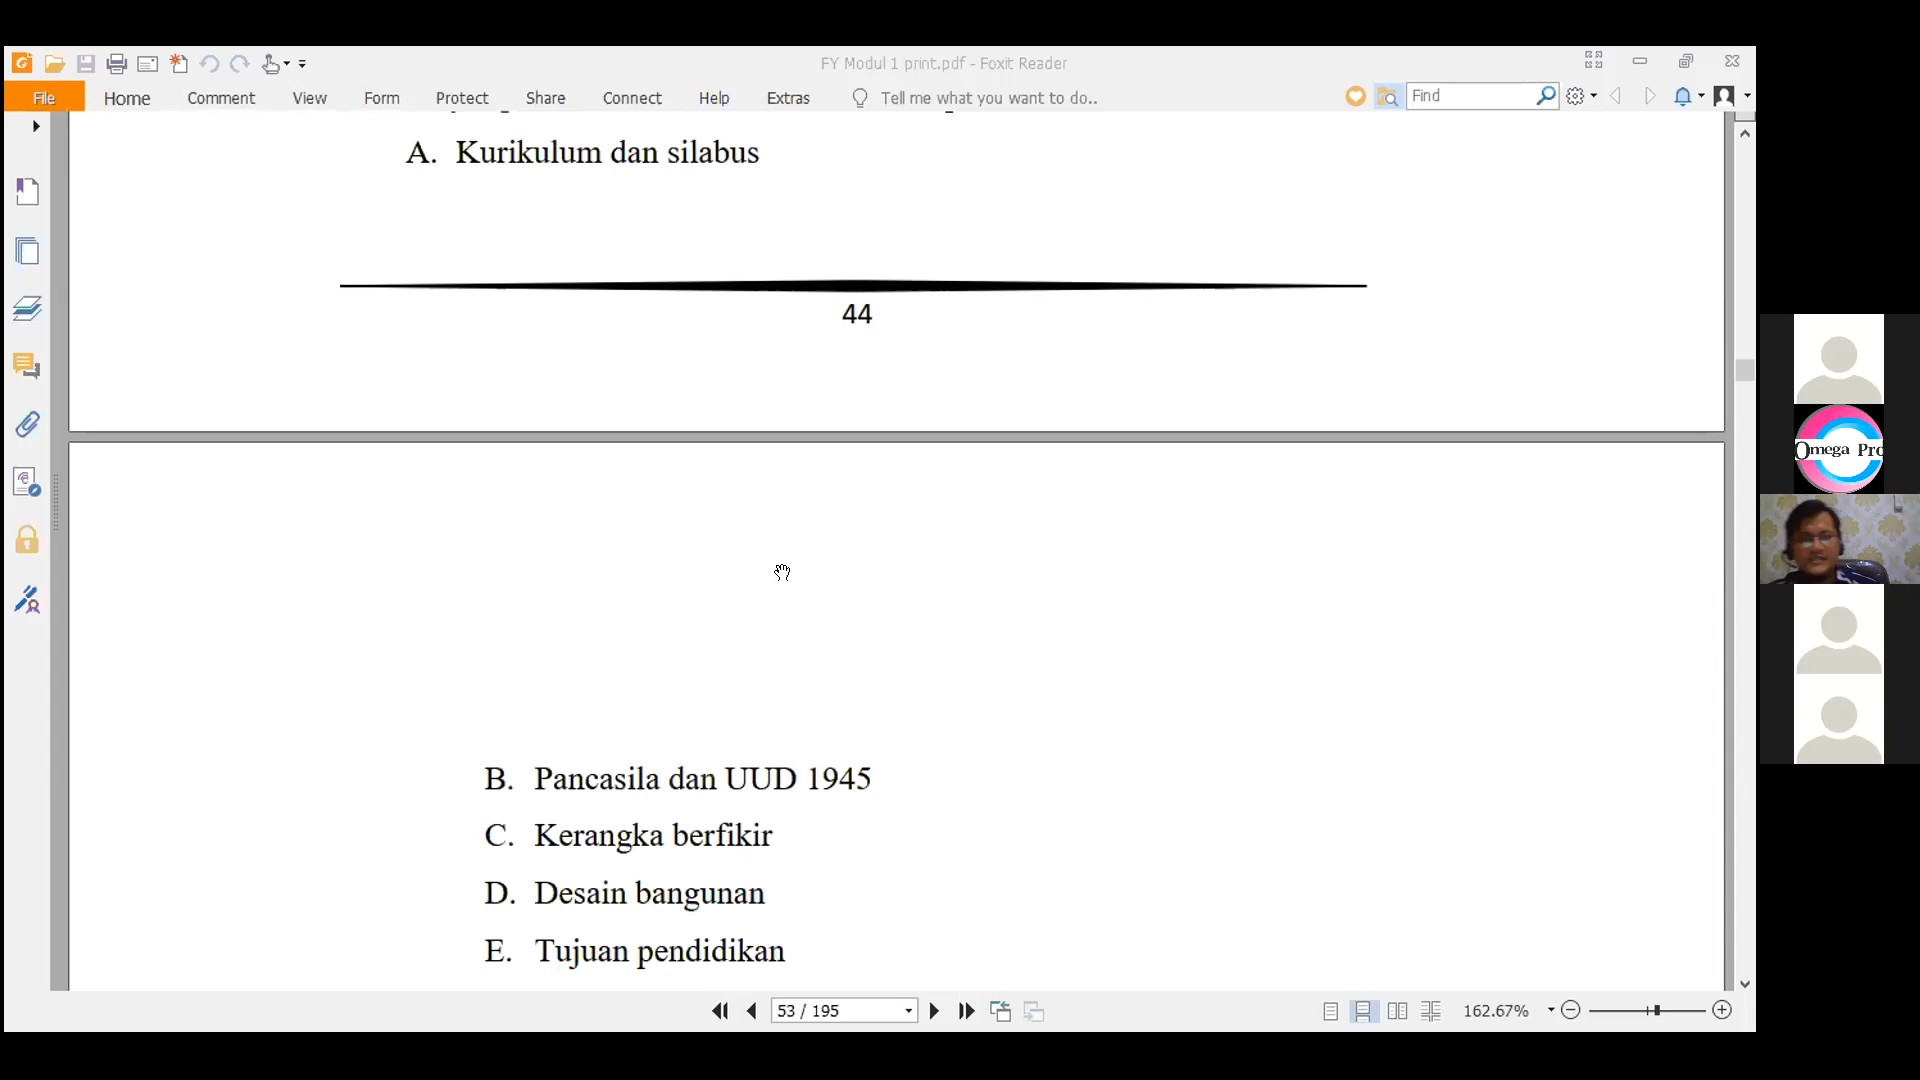 FY Modul 1 print.pdf - Foxit Reader
File Home Comment View Form Protect Share Connect Help Extras Tell me what you want to do.. Find
A. Kurikulum dan silabus
44
Omega Pro
B. Pancasila dan UUD 1945
C. Kerangka berfikir
D. Desain bangunan
E. Tujuan pendidikan
53 / 195 162.67%